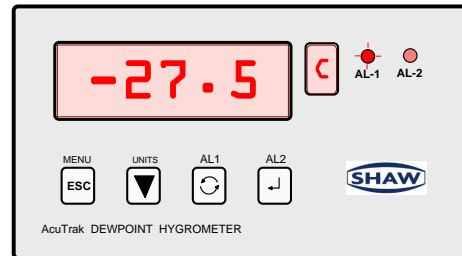 -27.5 C
AL-1 AL-2
MENU UNITS AL1 AL2
ESC
SHAW
AcuTrak DEWPOINT HYGROMETER